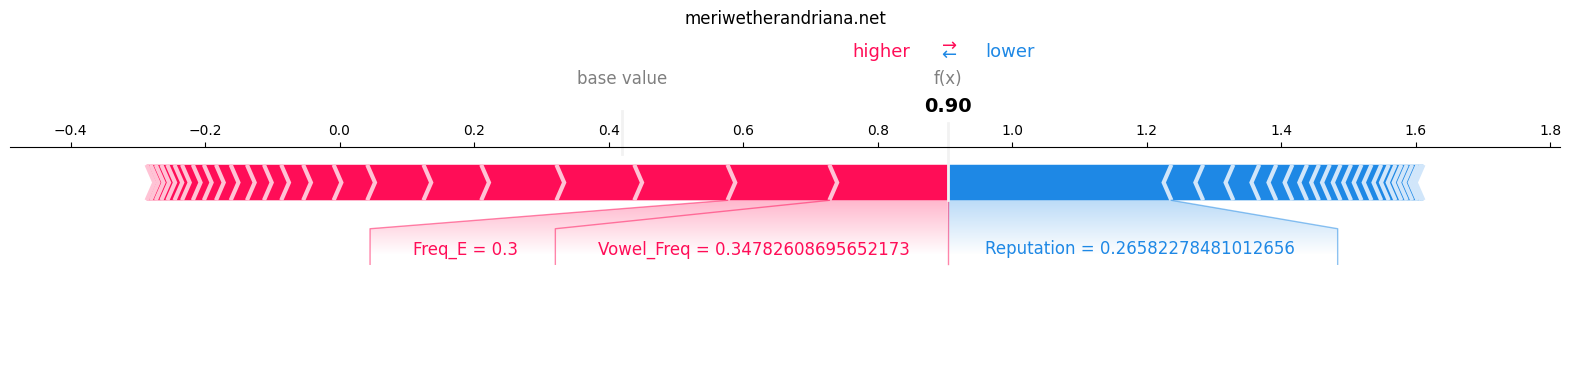 meriwetherandriana.net
higher ⇄ lower
base value f(x)
0.90
−0.4 −0.2 0.0 0.2 0.4 0.6 0.8 1.0 1.2 1.4 1.6 1.8
Freq_E = 0.3 Vowel_Freq = 0.34782608695652173 Reputation = 0.26582278481012656